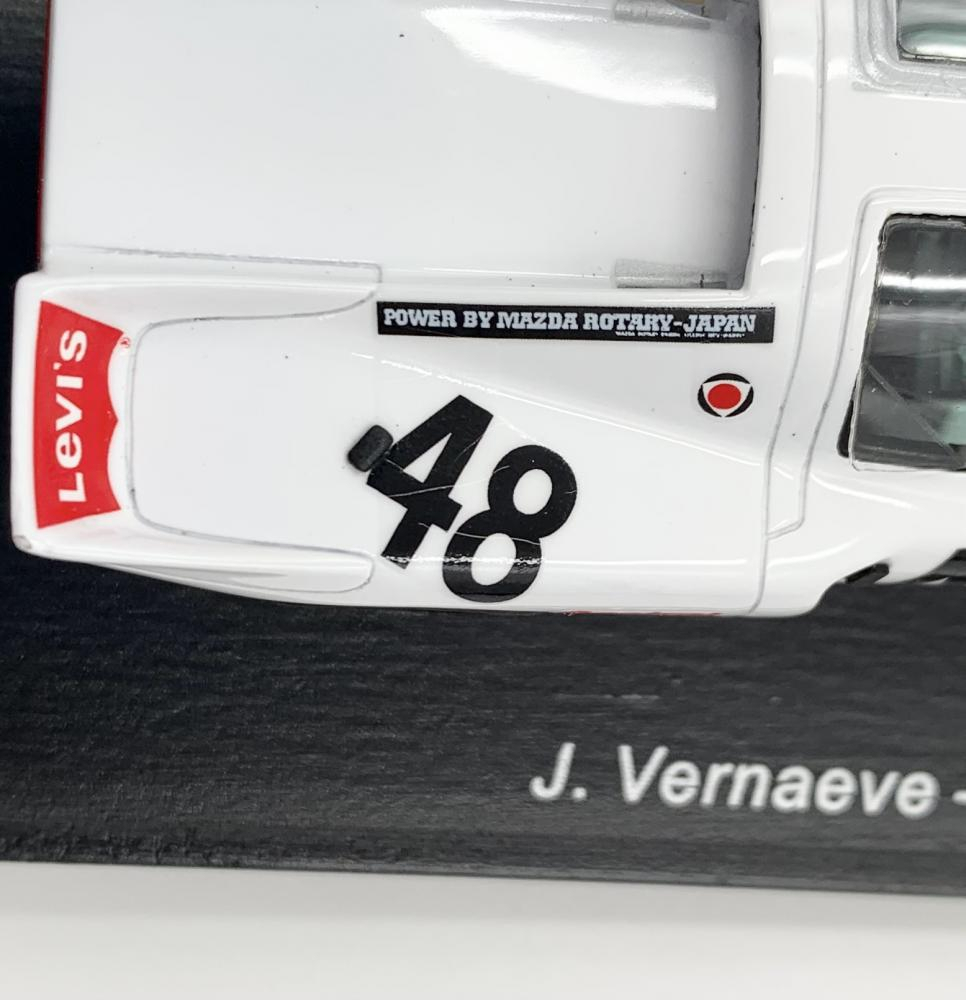 POWER BY MAZDA ROTARY-JAPAN
LEVI'S
®
48
J. Vernaeve -